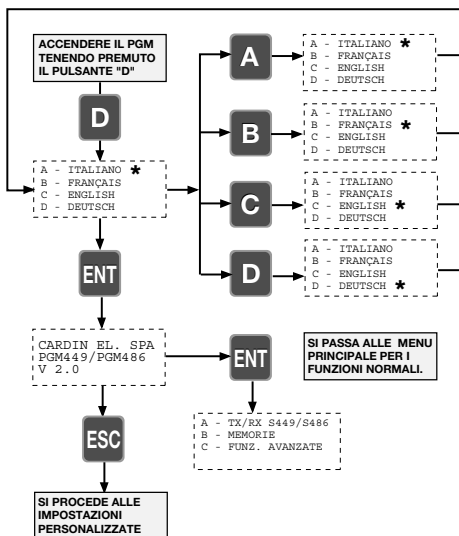 ACCENDERE IL PGM
TENENDO PREMUTO
IL PULSANTE "D"
D
A - ITALIANO *
B - FRANÇAIS
C - ENGLISH
D - DEUTSCH
A
A - ITALIANO *
B - FRANÇAIS
C - ENGLISH
D - DEUTSCH
B
A - ITALIANO
B - FRANÇAIS *
C - ENGLISH
D - DEUTSCH
C
A - ITALIANO
B - FRANÇAIS
C - ENGLISH *
D - DEUTSCH
D
A - ITALIANO
B - FRANÇAIS
C - ENGLISH
D - DEUTSCH *
ENT
CARDIN EL. SPA
PGM449/PGM486
V 2.0
ENT
SI PASSA ALLE MENU
PRINCIPALE PER I
FUNZIONI NORMALI.
A - TX/RX S449/S486
B - MEMORIE
C - FUNZ. AVANZATE
ESC
SI PROCEDE ALLE
IMPOSTAZIONI
PERSONALIZZATE